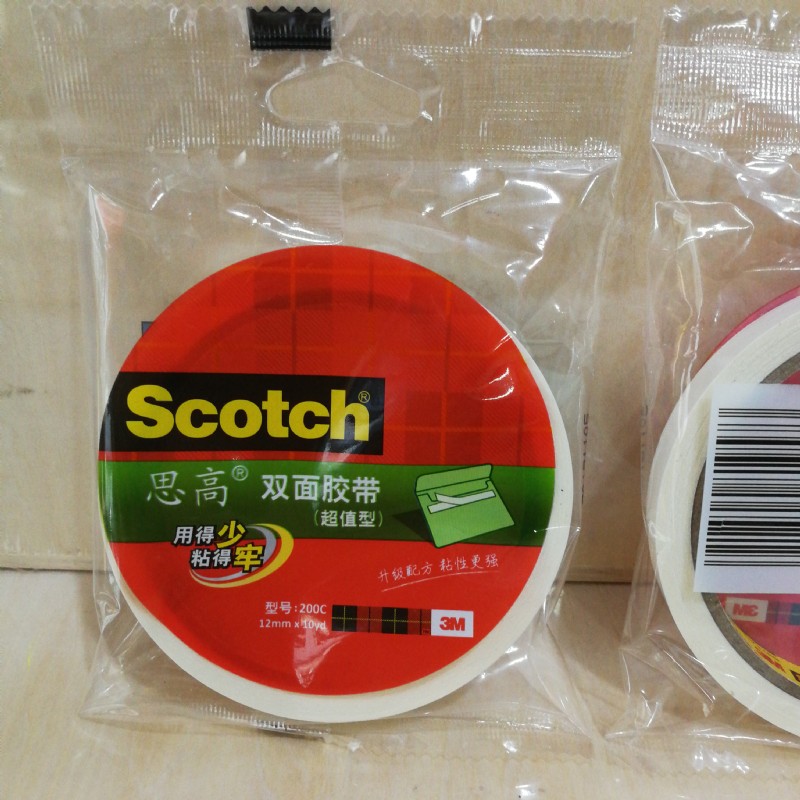 Scotch®
思高® 双面胶带
(超值型)
用得少
粘得牢
升级配方 粘性更强
型号: 200C
12mm x 10yd
3M
3M